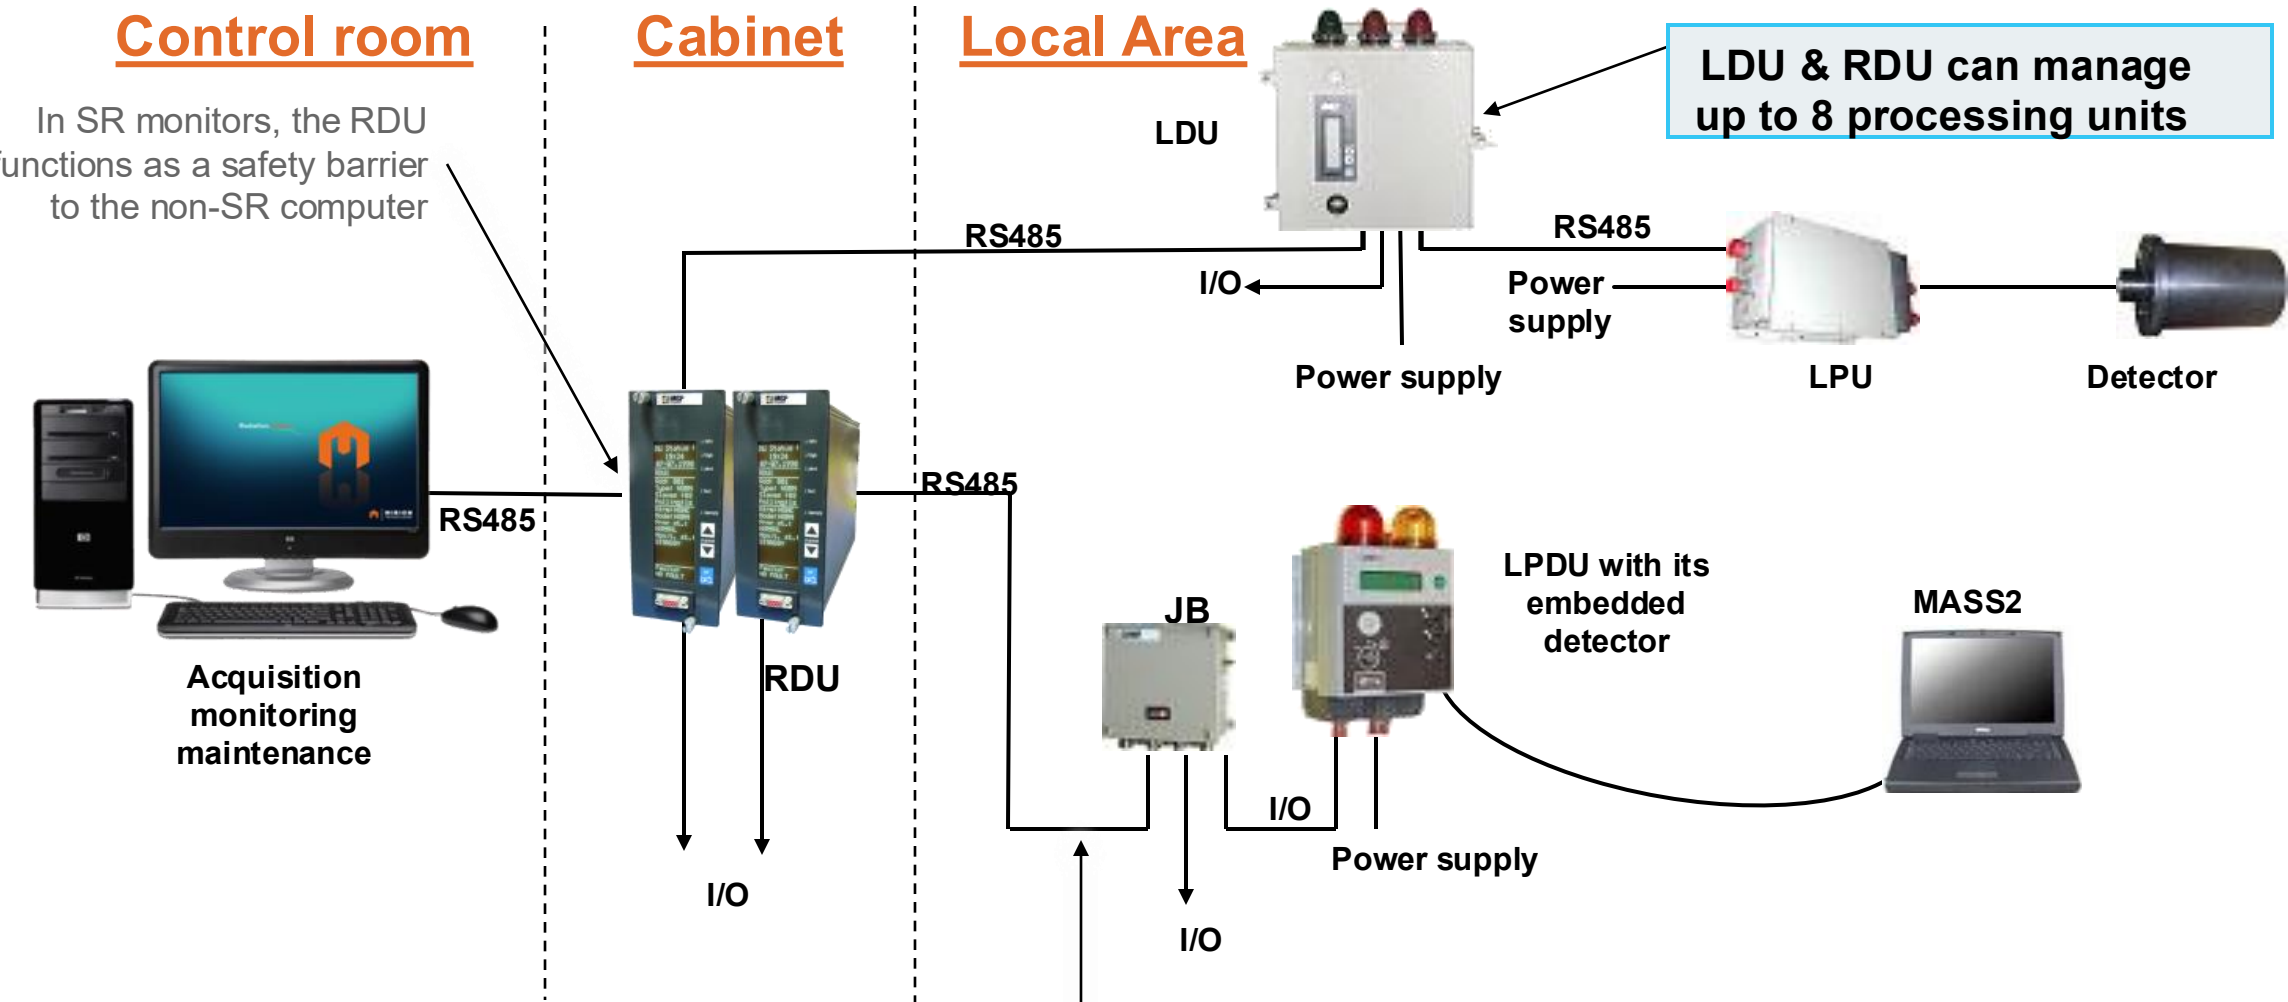 Control room
Cabinet
Local Area
LDU & RDU can manage
up to 8 processing units
In SR monitors, the RDU
functions as a safety barrier
to the non-SR computer
LDU
RS485
RS485
I/O
Power
supply
Power supply
LPU
Detector
RS485
RS485
LPDU with its
embedded
detector
MASS2
JB
Acquisition
monitoring
maintenance
RDU
I/O
Power supply
I/O
I/O